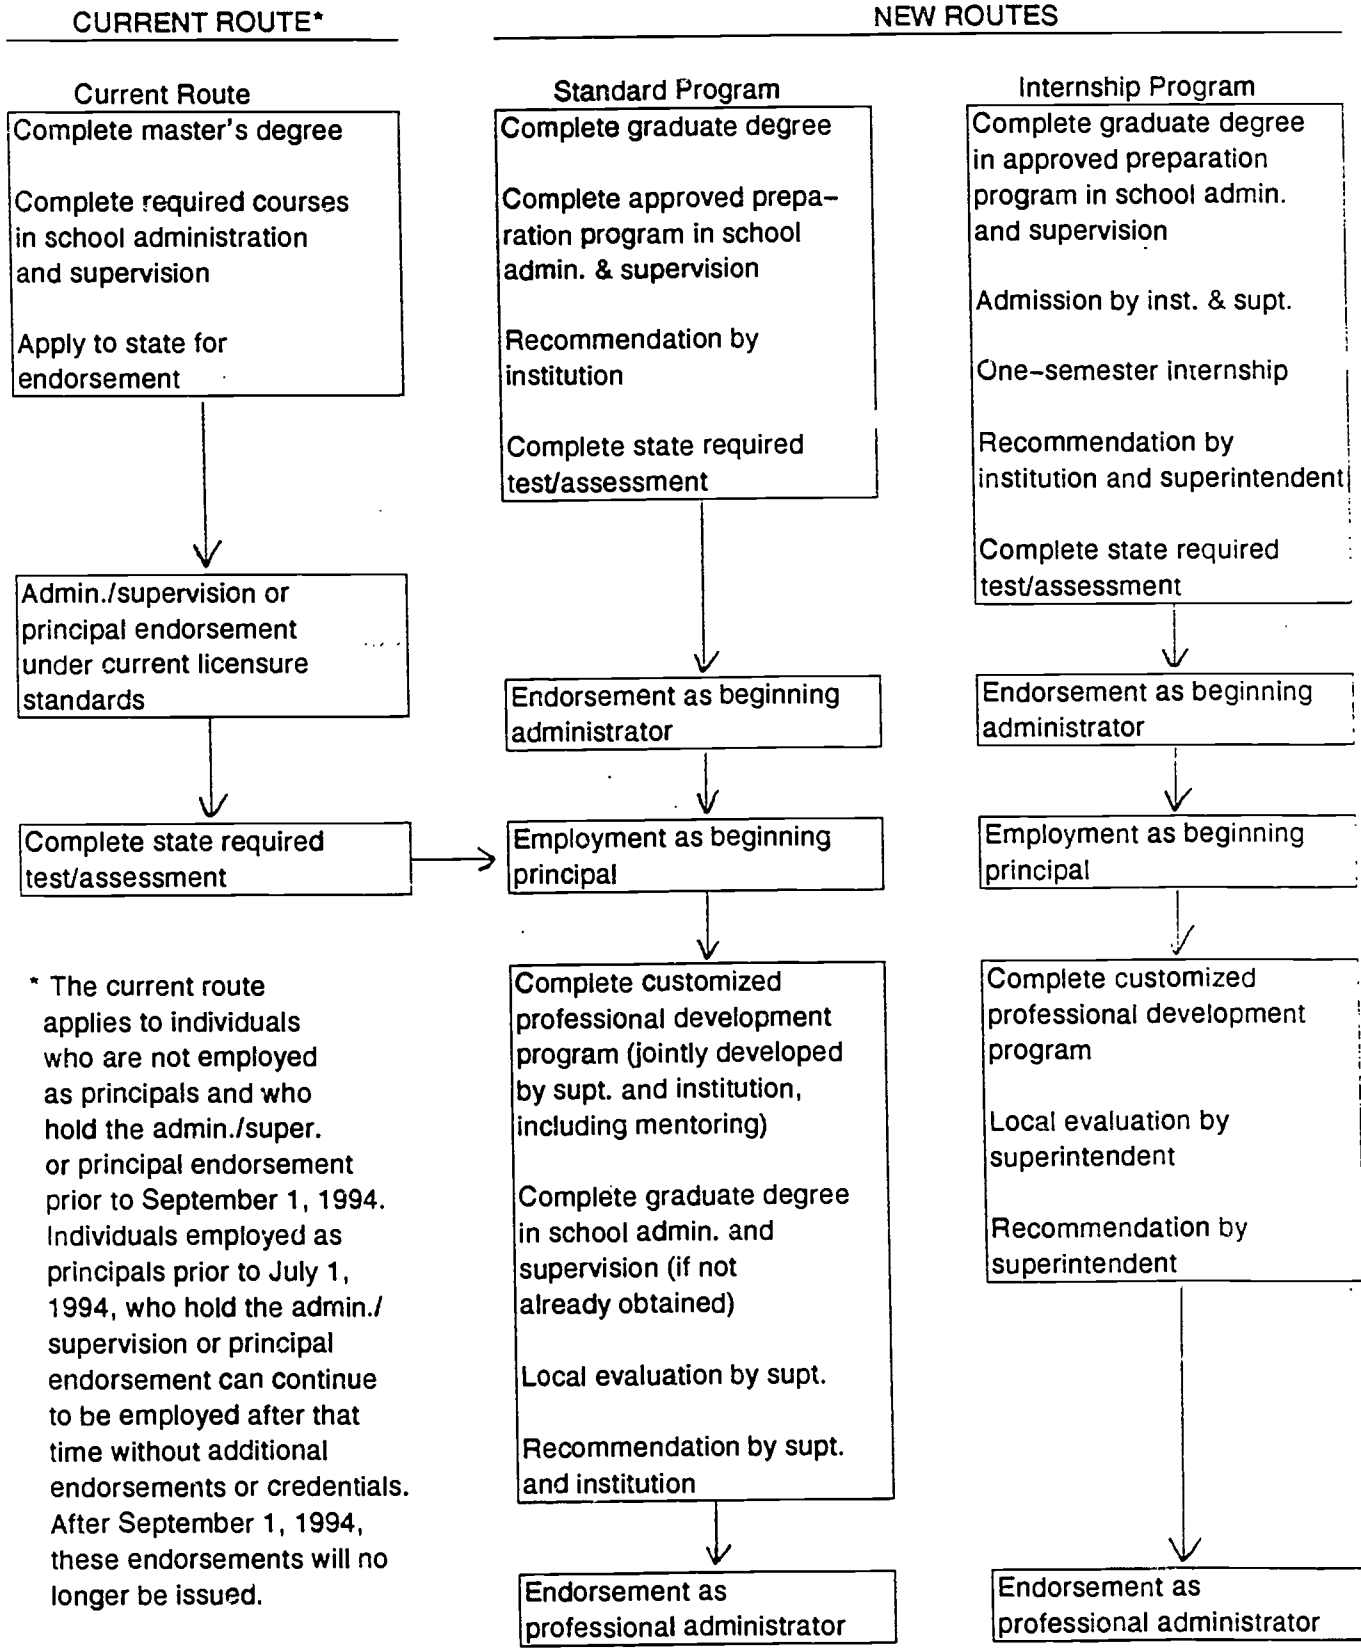 CURRENT ROUTE*
NEW ROUTES
Current Route
Complete master's degree
Complete required courses
in school administration
and supervision
Apply to state for
endorsement
Admin./supervision or
principal endorsement
under current licensure
standards
Complete state required
test/assessment
* The current route
applies to individuals
who are not employed
as principals and who
hold the admin./super.
or principal endorsement
prior to September 1, 1994.
Individuals employed as
principals prior to July 1,
1994, who hold the admin./
supervision or principal
endorsement can continue
to be employed after that
time without additional
endorsements or credentials.
After September 1, 1994,
these endorsements will no
longer be issued.
Standard Program
Complete graduate degree
Complete approved prepa-
ration program in school
admin. & supervision
Recommendation by
institution
Complete state required
test/assessment
Endorsement as beginning
administrator
Employment as beginning
principal
Complete customized
professional development
program (jointly developed
by supt. and institution,
including mentoring)
Complete graduate degree
in school admin. and
supervision (if not
already obtained)
Local evaluation by supt.
Recommendation by supt.
and institution
Endorsement as
professional administrator
Internship Program
Complete graduate degree
in approved preparation
program in school admin.
and supervision
Admission by inst. & supt.
One-semester internship
Recommendation by
institution and superintendent
Complete state required
test/assessment
Endorsement as beginning
administrator
Employment as beginning
principal
Complete customized
professional development
program
Local evaluation by
superintendent
Recommendation by
superintendent
Endorsement as
professional administrator